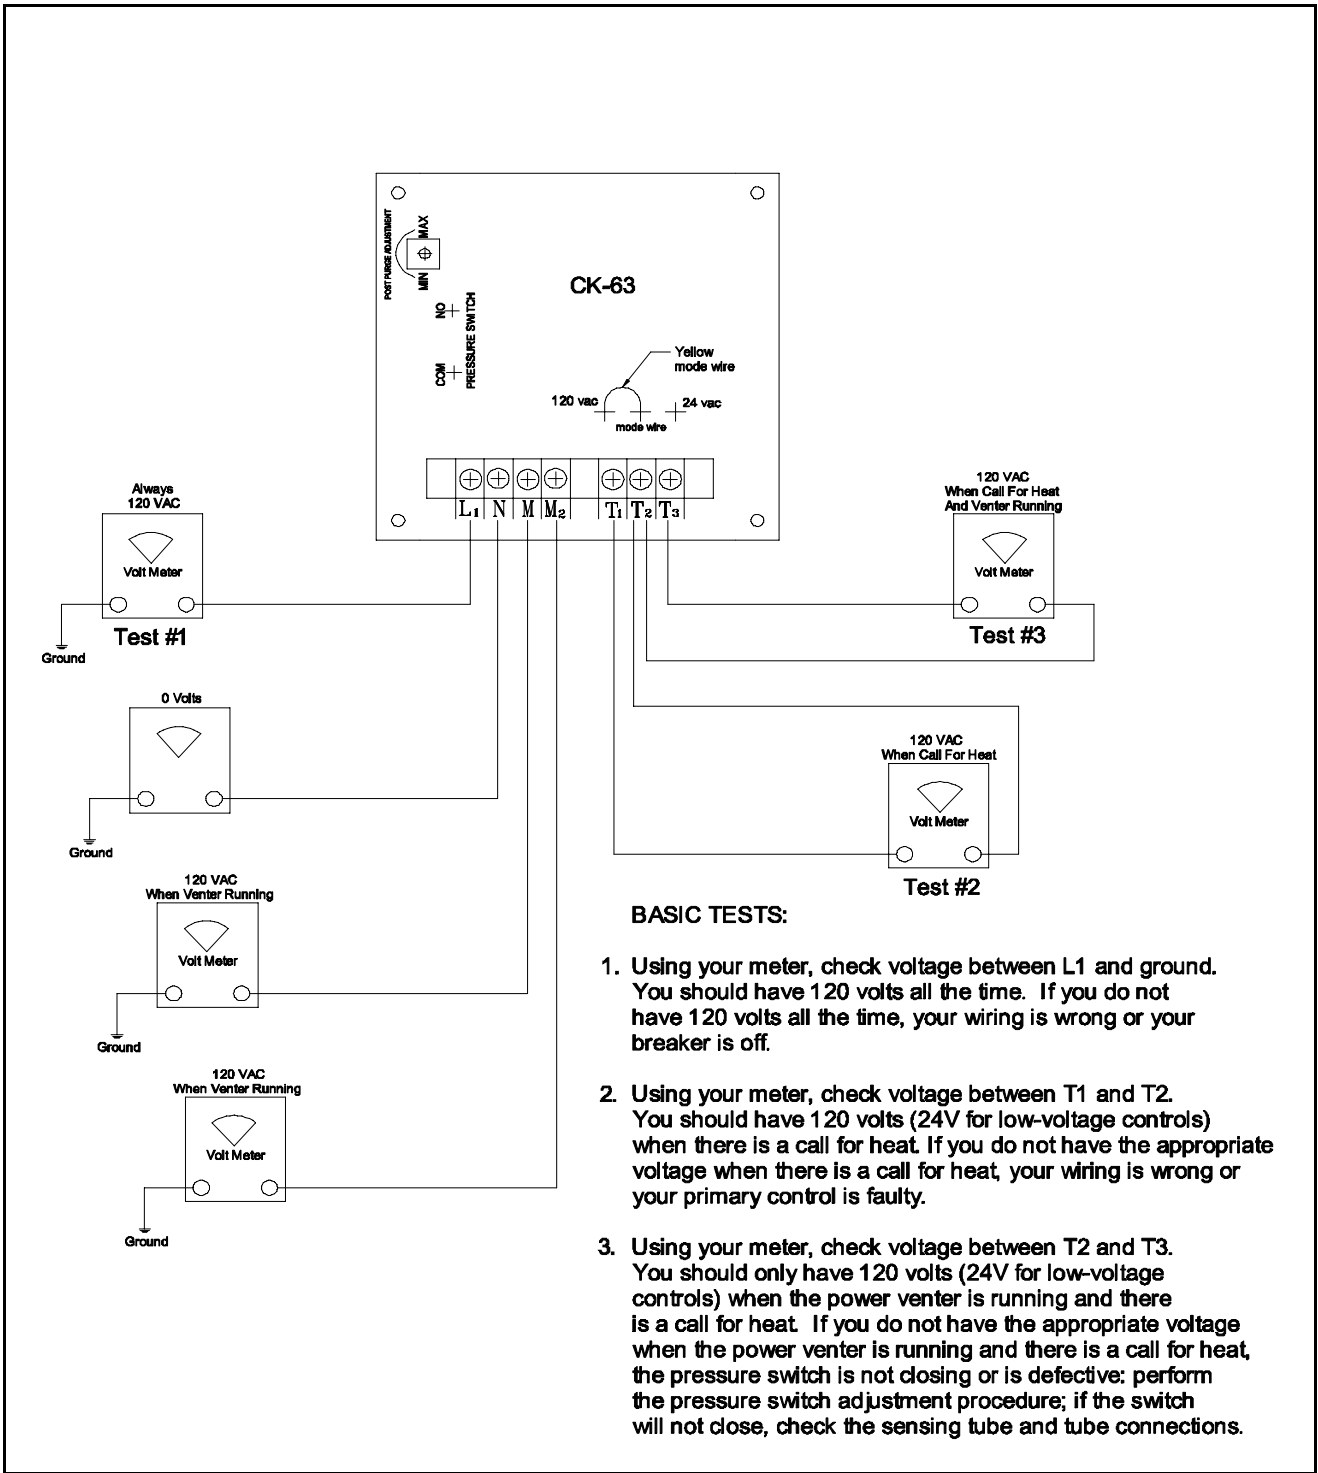 POST PURGE ADJUSTMENT
MAX
MIN
NO
COM
PRESSURE SWITCH
CK-63
Yellow
mode wire
120 vac
24 vac
mode wire
L1 N M M2 T1 T2 T3
Always
120 VAC
Volt Meter
Test #1
Ground
0 Volts
Ground
120 VAC
When Venter Running
Volt Meter
Ground
120 VAC
When Venter Running
Volt Meter
Ground
120 VAC
When Call For Heat
And Venter Running
Volt Meter
Test #3
120 VAC
When Call For Heat
Volt Meter
Test #2
BASIC TESTS:
1. Using your meter, check voltage between L1 and ground.
You should have 120 volts all the time. If you do not
have 120 volts all the time, your wiring is wrong or your
breaker is off.
2. Using your meter, check voltage between T1 and T2.
You should have 120 volts (24V for low-voltage controls)
when there is a call for heat. If you do not have the appropriate
voltage when there is a call for heat, your wiring is wrong or
your primary control is faulty.
3. Using your meter, check voltage between T2 and T3.
You should only have 120 volts (24V for low-voltage
controls) when the power venter is running and there
is a call for heat. If you do not have the appropriate voltage
when the power venter is running and there is a call for heat,
the pressure switch is not closing or is defective: perform
the pressure switch adjustment procedure; if the switch
will not close, check the sensing tube and tube connections.